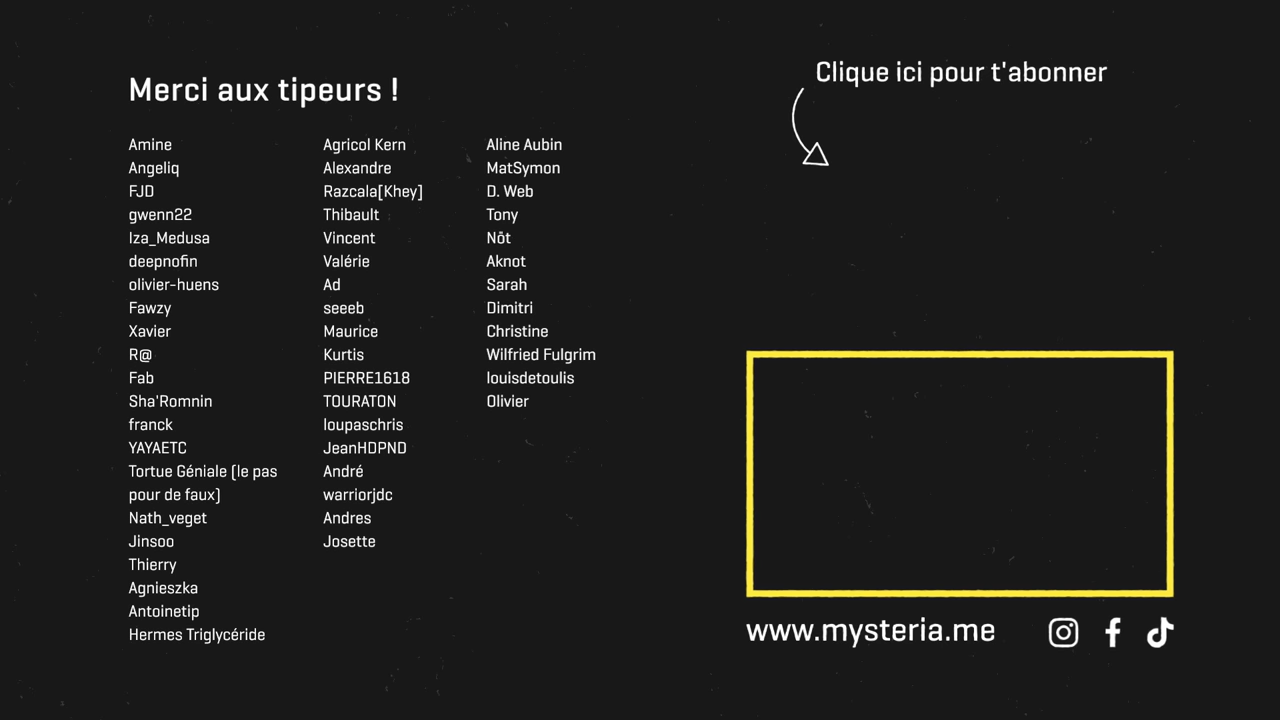 Merci aux tipeurs !
Amine
Angeliq
FJD
gwenn22
Iza_Medusa
deepnofin
olivier-huens
Fawzy
Xavier
R@
Fab
Sha'Romnin
franck
YAYAETC
Tortue Géniale (le pas
pour de faux)
Nath_veget
Jinsoo
Thierry
Agnieszka
Antoinetip
Hermes Triglycéride
Agricol Kern
Alexandre
Razcala[Khey]
Thibault
Vincent
Valérie
Ad
seeeb
Maurice
Kurtis
PIERRE1618
TOURATON
loupaschris
JeanHDPND
André
warriorjdc
Andres
Josette
Aline Aubin
MatSymon
D. Web
Tony
Nôt
Aknot
Sarah
Dimitri
Christine
Wilfried Fulgrim
louisdetoulis
Olivier
Clique ici pour t'abonner
www.mysteria.me